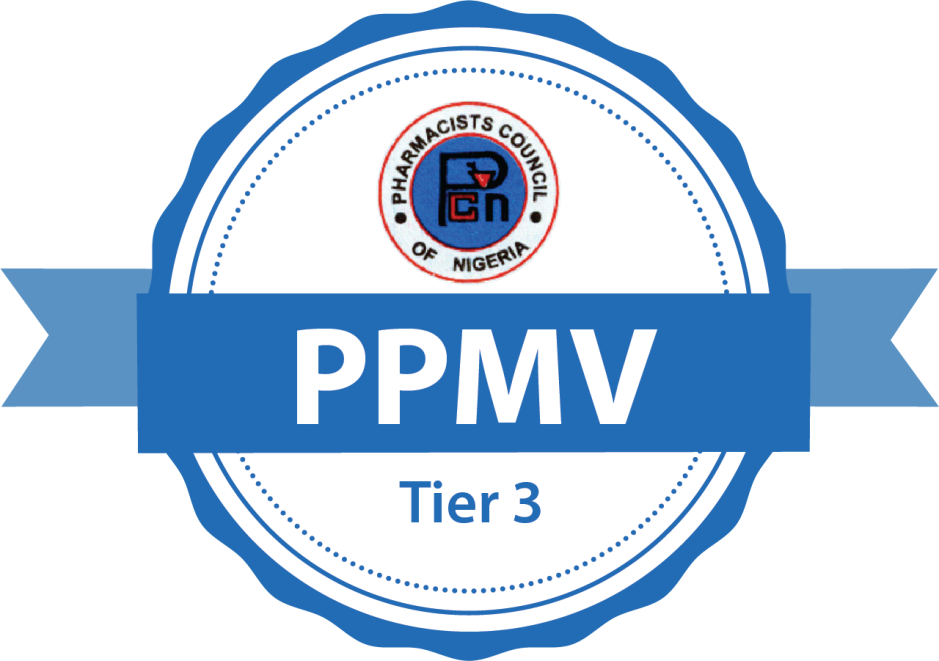 PHARMACISTS COUNCIL
OF NIGERIA
PCN
PPMV
Tier 3